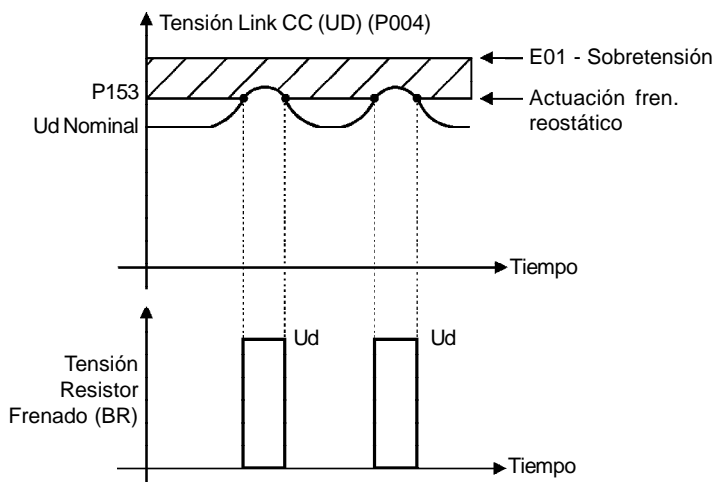 Tensión Link CC (UD) (P004)
E01 - Sobretensión
P153
Actuación fren.
reostático
Ud Nominal
Tiempo
Ud
Ud
Tensión
Resistor
Frenado (BR)
Tiempo